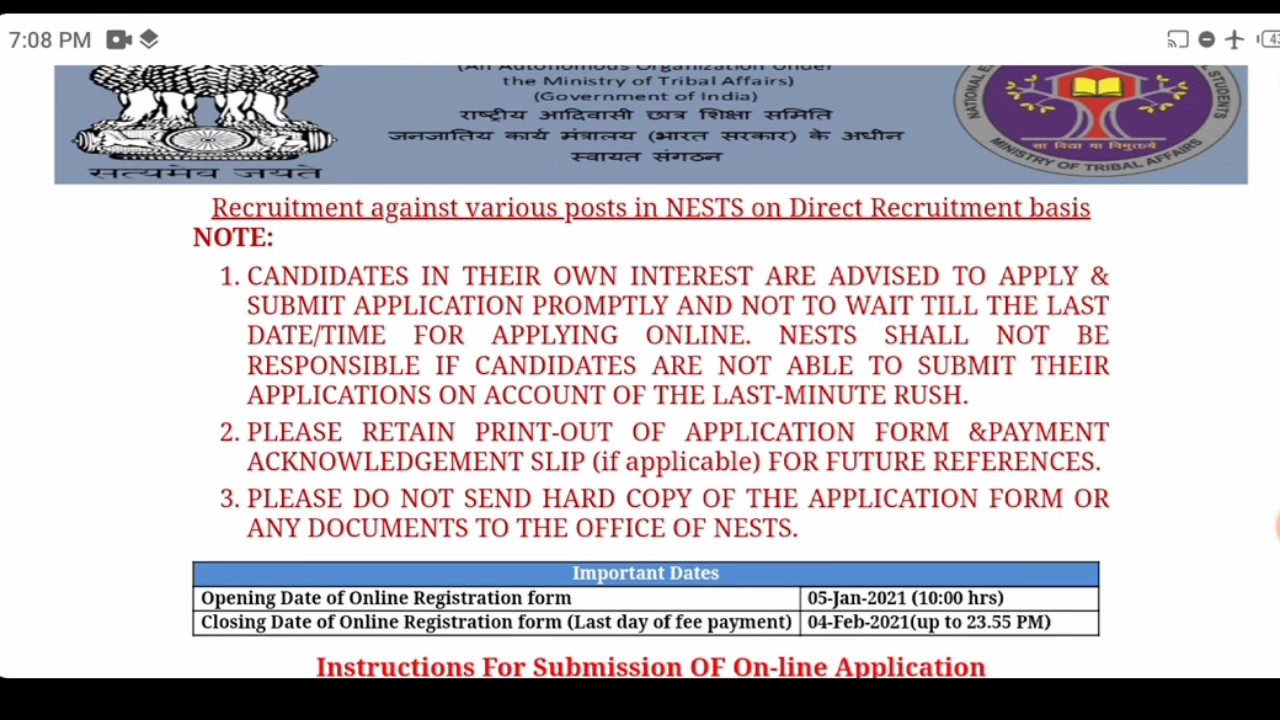 7:08 PM
43
(An Autonomous Organization Under
the Ministry of Tribal Affairs)
(Government of India)
राष्ट्रीय आदिवासी छात्र शिक्षा समिति
जनजातिय कार्य मंत्रालय (भारत सरकार) के अधीन
स्वायत संगठन
सत्यमेव जयते
NATIONAL E
STUDENTS
सा विद्या या विमुक्तये
MINISTRY OF TRIBAL AFFAIRS
Recruitment against various posts in NESTS on Direct Recruitment basis
NOTE:
1. CANDIDATES IN THEIR OWN INTEREST ARE ADVISED TO APPLY &
SUBMIT APPLICATION PROMPTLY AND NOT TO WAIT TILL THE LAST
DATE/TIME FOR APPLYING ONLINE. NESTS SHALL NOT BE
RESPONSIBLE IF CANDIDATES ARE NOT ABLE TO SUBMIT THEIR
APPLICATIONS ON ACCOUNT OF THE LAST-MINUTE RUSH.
2. PLEASE RETAIN PRINT-OUT OF APPLICATION FORM &PAYMENT
ACKNOWLEDGEMENT SLIP (if applicable) FOR FUTURE REFERENCES.
3. PLEASE DO NOT SEND HARD COPY OF THE APPLICATION FORM OR
ANY DOCUMENTS TO THE OFFICE OF NESTS.
Important Dates
Opening Date of Online Registration form 05-Jan-2021 (10:00 hrs)
Closing Date of Online Registration form (Last day of fee payment) 04-Feb-2021(up to 23.55 PM)
Instructions For Submission OF On-line Application